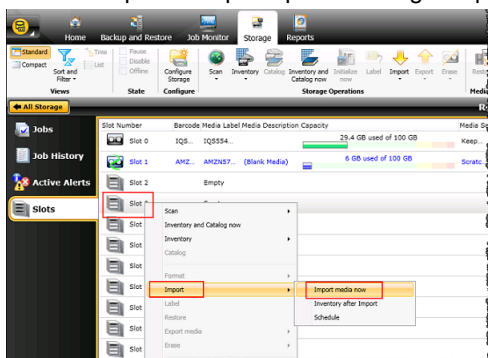 Home Backup and Restore Job Monitor Storage Reports
Standard
Compact
Sort and Filter
Tree
List
Views
Pause
Disable
Offline
State
Configure Storage
Configure
Scan
Inventory
Catalog
Inventory and Catalog now
Initialize now
Label
Import
Export
Erase
Storage Operations
All Storage
Jobs
Job History
Active Alerts
Slots
Slot Number Barcode Media Label Media Description Capacity
Slot 0 IQS... IQS554... 29.4 GB used of 100 GB Keep...
Slot 1 AMZ... AMZN57... (Blank Media) 6 GB used of 100 GB Scratc
Slot 2 Empty
Slot
Slot
Slot
Slot
Slot
Slot
Slot
Slot
Scan
Inventory and Catalog now
Inventory
Catalog
Format
Import
Label
Restore
Export media
Erase
Import media now
Inventory after Import
Schedule